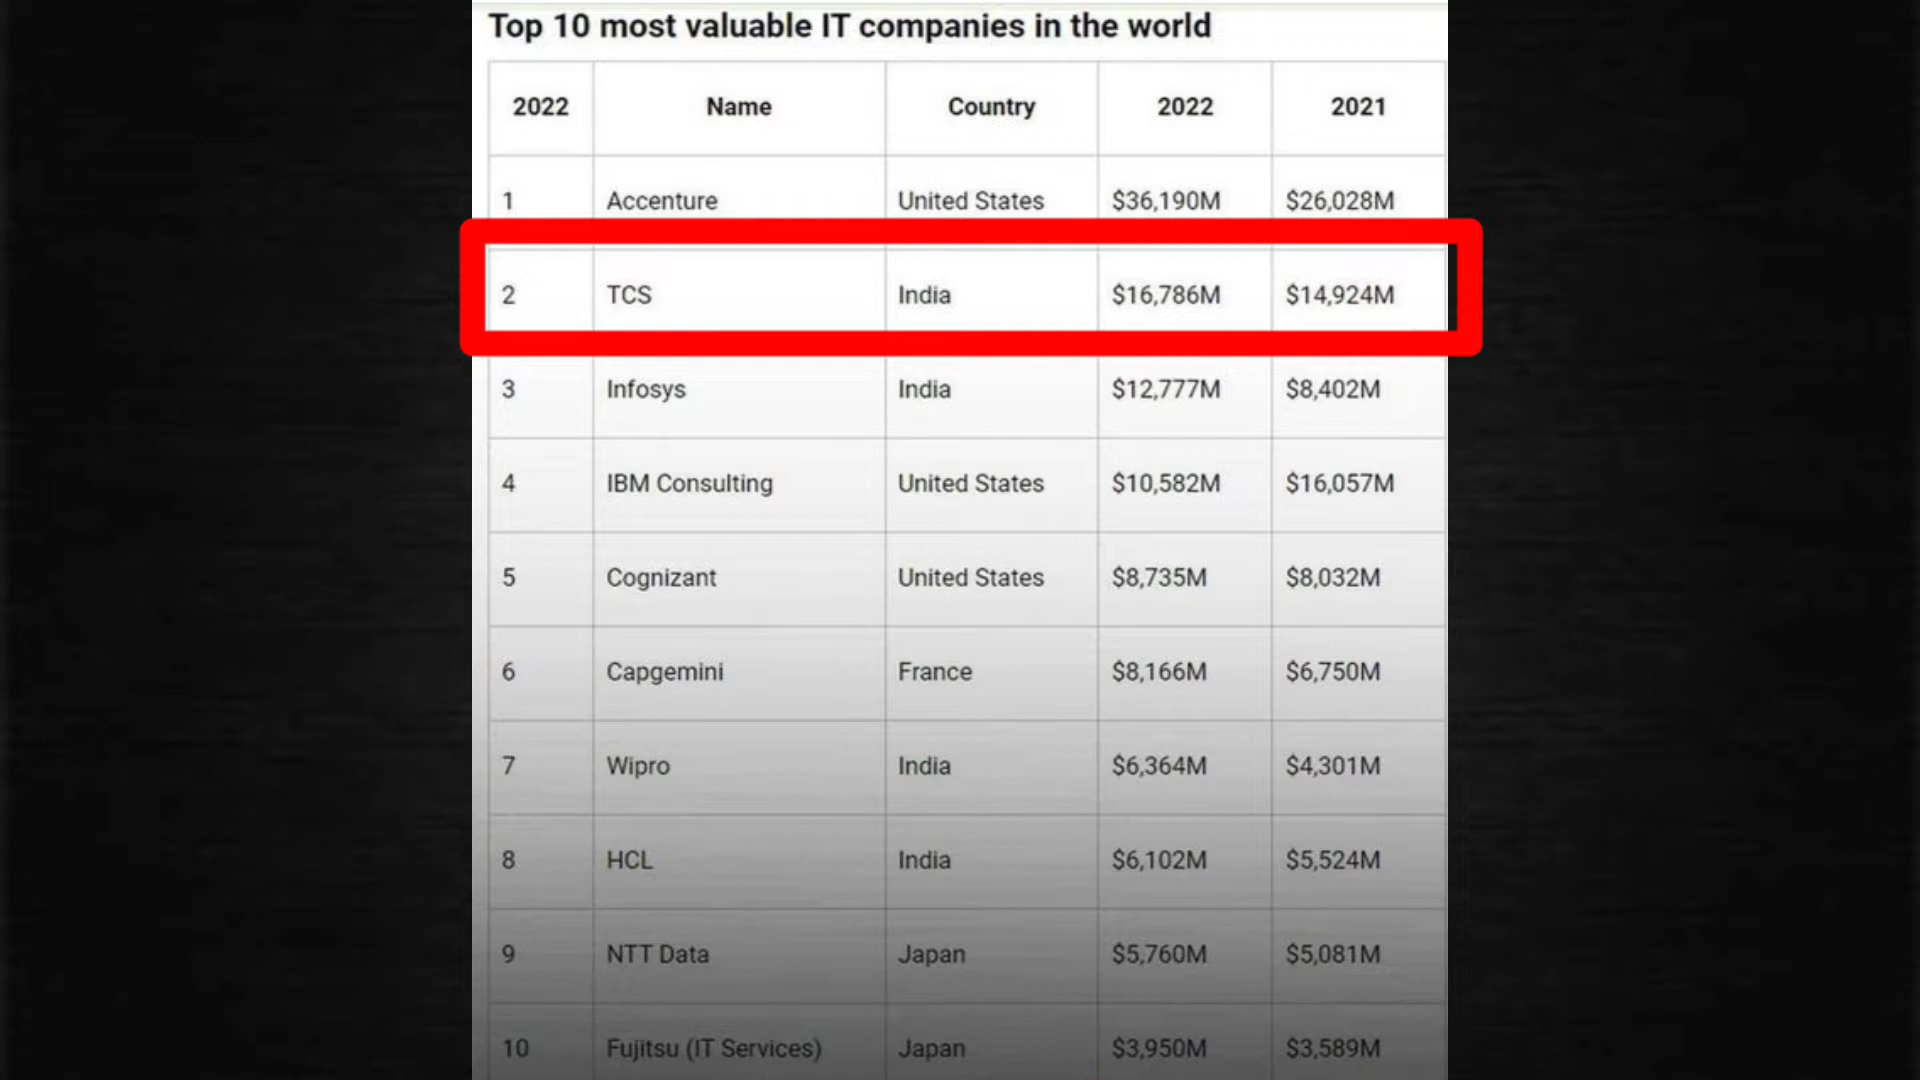 Top 10 most valuable IT companies in the world
2022 Name Country 2022 2021
1 Accenture United States $36,190M $26,028M
2 TCS India $16,786M $14,924M
3 Infosys India $12,777M $8,402M
4 IBM Consulting United States $10,582M $16,057M
5 Cognizant United States $8,735M $8,032M
6 Capgemini France $8,166M $6,750M
7 Wipro India $6,364M $4,301M
8 HCL India $6,102M $5,524M
9 NTT Data Japan $5,760M $5,081M
10 Fujitsu (IT Services) Japan $3,950M $3,589M